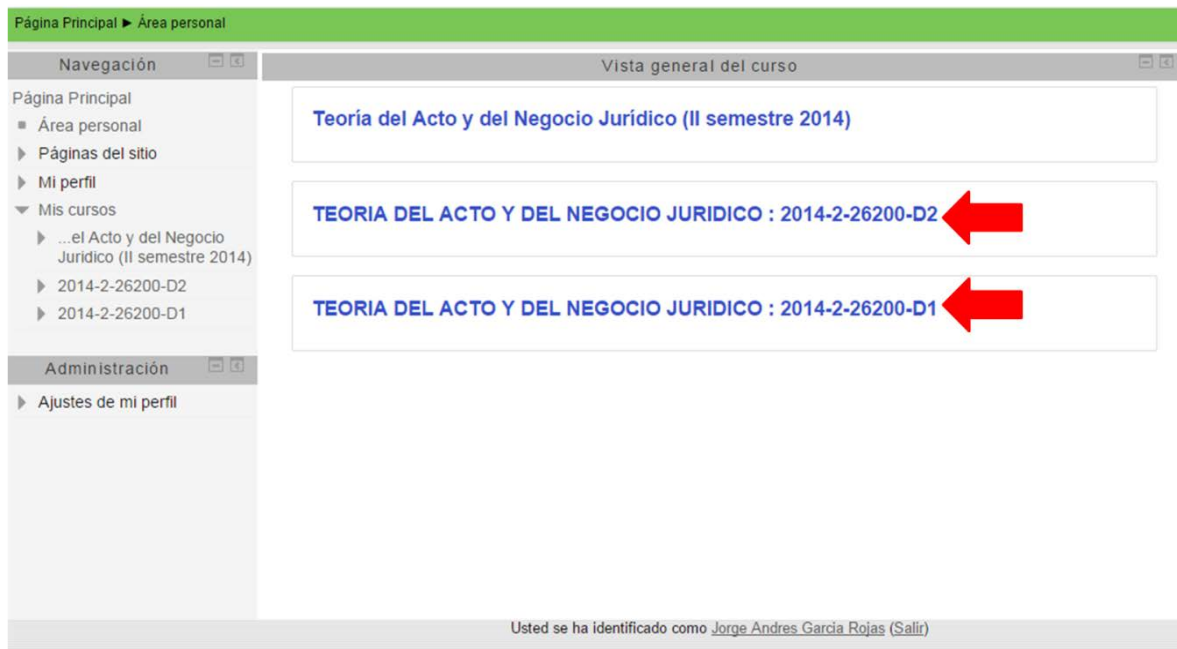 Página Principal ► Área personal
Navegación
Página Principal
Área personal
Páginas del sitio
Mi perfil
Mis cursos
...el Acto y del Negocio
Jurídico (II semestre 2014)
2014-2-26200-D2
2014-2-26200-D1
Administración
Ajustes de mi perfil
Vista general del curso
Teoría del Acto y del Negocio Jurídico (II semestre 2014)
TEORIA DEL ACTO Y DEL NEGOCIO JURIDICO : 2014-2-26200-D2
TEORIA DEL ACTO Y DEL NEGOCIO JURIDICO : 2014-2-26200-D1
Usted se ha identificado como Jorge Andres Garcia Rojas (Salir)